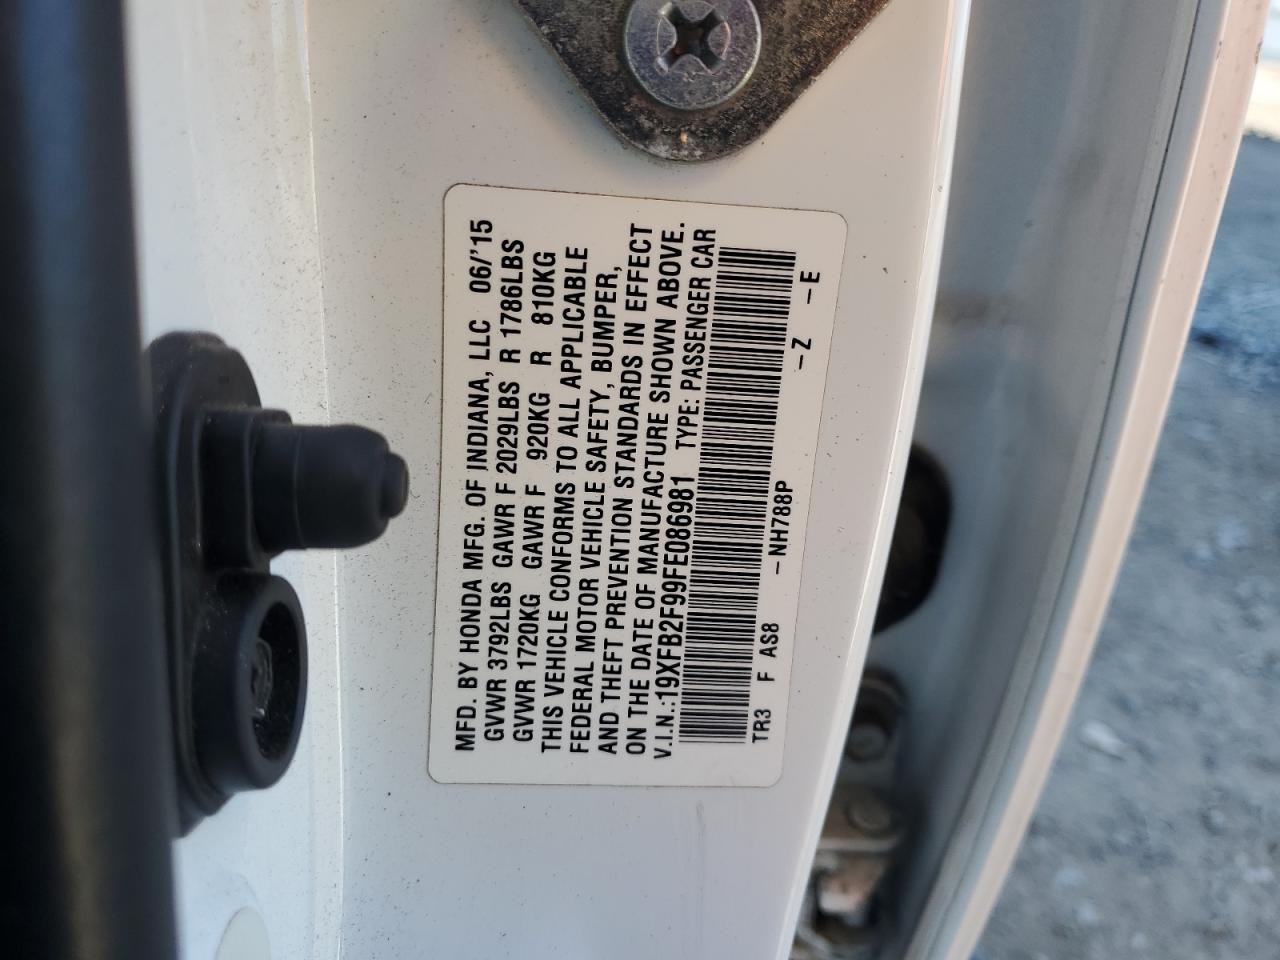 MFD. BY HONDA MFG. OF INDIANA, LLC 06/'15
GVWR 3792LBS GAWR F 2029LBS R 1786LBS
GVWR 1720KG GAWR F 920KG R 810KG
THIS VEHICLE CONFORMS TO ALL APPLICABLE
FEDERAL MOTOR VEHICLE SAFETY, BUMPER,
AND THEFT PREVENTION STANDARDS IN EFFECT
ON THE DATE OF MANUFACTURE SHOWN ABOVE.
V.I.N.:19XFB2F99FE086981 TYPE: PASSENGER CAR
TR3 F AS8 –NH788P –Z –E